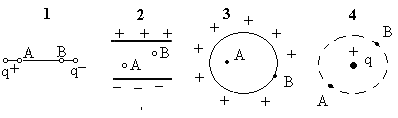 1 2 3 4
q+ A B q-
+ + +
B
A
- - -
+ + + + + + + + +
A
B
+ q
B
A